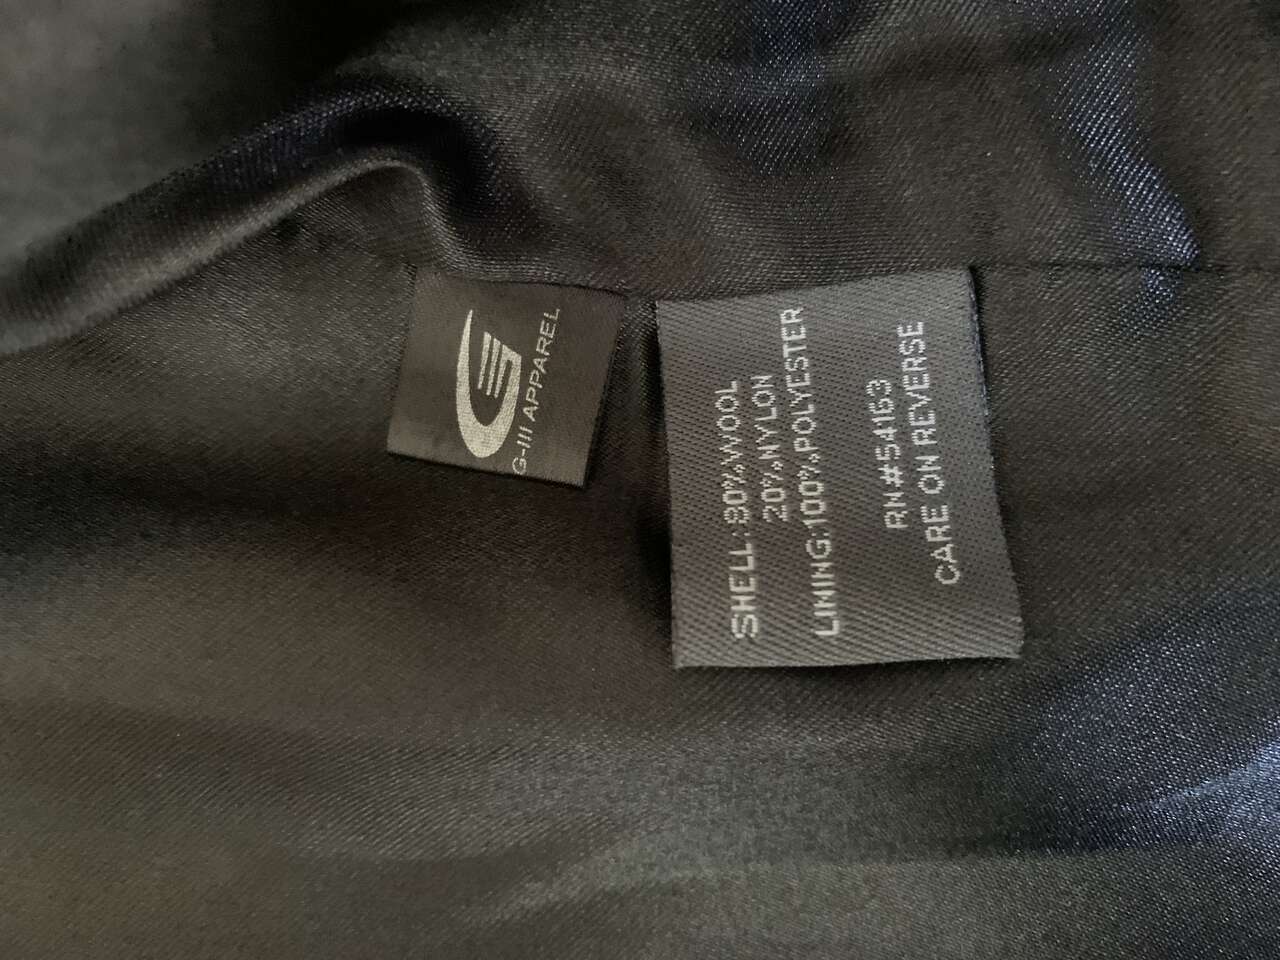 G-III APPAREL
SHELL: 80%WOOL
20%NYLON
LINING:100%POLYESTER
RN#54163
CARE ON REVERSE